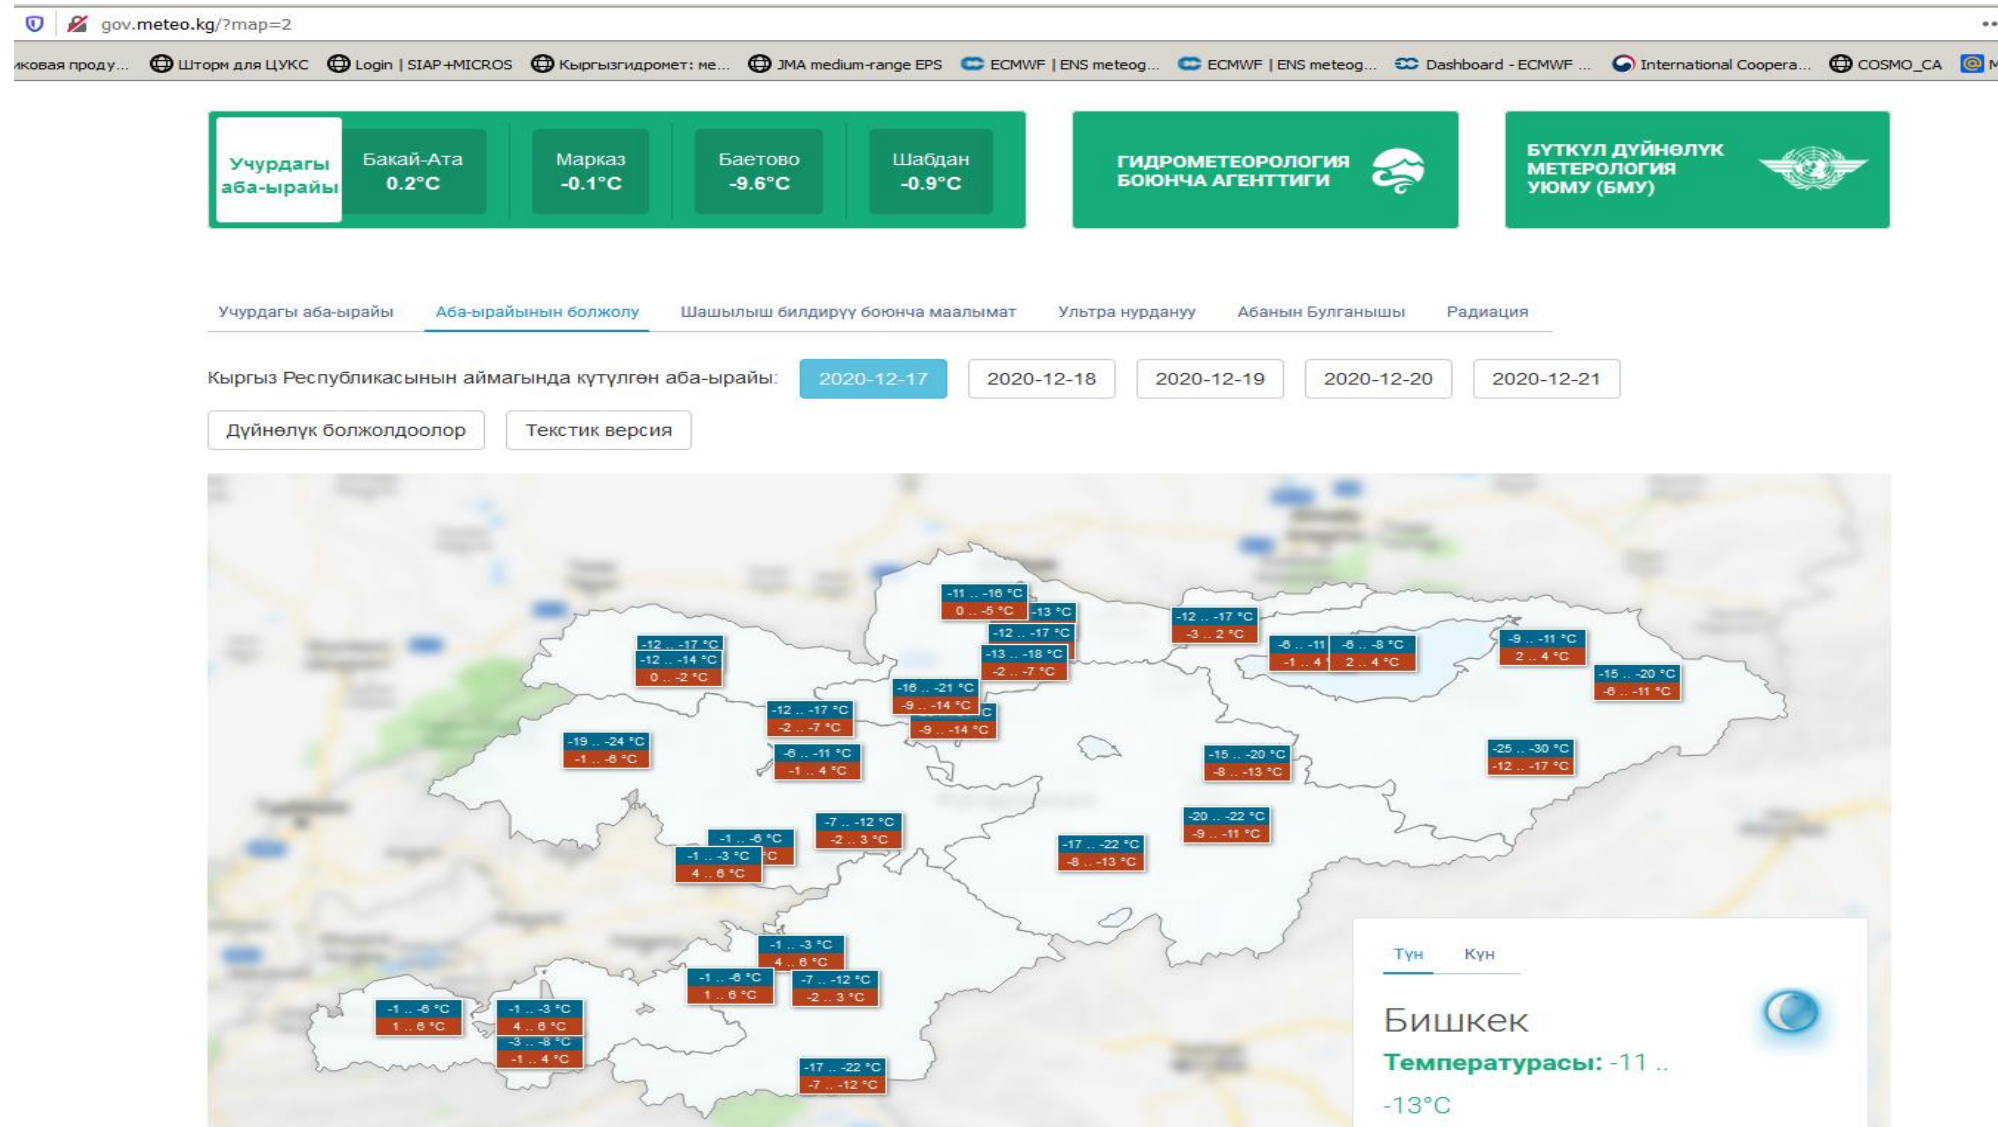 gov.meteo.kg/?map=2
иковая проду... Шторм для ЦУКС Login | SIAP+MICROS Кыргызгидромет: ме... JMA medium-range EPS ECMWF | ENS meteog... ECMWF | ENS meteog... Dashboard - ECMWF ... International Coopera... COSMO_CA
Учурдагы
аба-ырайы
Бакай-Ата
0.2°C
Марказ
-0.1°C
Баетово
-9.6°C
Шабдан
-0.9°C
ГИДРОМЕТЕОРОЛОГИЯ
БОЮНЧА АГЕНТТИГИ
БҮТКҮЛ ДҮЙНӨЛҮК
МЕТЕРОЛОГИЯ
УЮМУ (БМУ)
Учурдагы аба-ырайы Аба-ырайынын болжолу Шашылыш билдирүү боюнча маалымат Ультра нурдануу Абанын Булганышы Радиация
Кыргыз Республикасынын аймагында күтүлгөн аба-ырайы: 2020-12-17 2020-12-18 2020-12-19 2020-12-20 2020-12-21
Дүйнөлүк болжолдоолор Текстик версия
-11 .. -16 °C
0 .. -5 °C
-13 °C
-12 .. -17 °C
-13 .. -18 °C
-2 .. -7 °C
-12 .. -17 °C
-3 .. 2 °C
-6 .. -11
-1 .. 4
-6 .. -8 °C
2 .. 4 °C
-9 .. -11 °C
2 .. 4 °C
-15 .. -20 °C
-6 .. -11 °C
-12 .. -17 °C
-12 .. -14 °C
0 .. -2 °C
-16 .. -21 °C
-9 .. -14 °C
-9 .. -14 °C
-12 .. -17 °C
-2 .. -7 °C
-19 .. -24 °C
-1 .. -6 °C
-6 .. -11 °C
-1 .. 4 °C
-15 .. -20 °C
-8 .. -13 °C
-25 .. -30 °C
-12 .. -17 °C
-7 .. -12 °C
-2 .. 3 °C
-20 .. -22 °C
-9 .. -11 °C
-1 .. -6 °C
°C
-1 .. -3 °C
4 .. 6 °C
-17 .. -22 °C
-8 .. -13 °C
-1 .. -3 °C
4 .. 6 °C
-1 .. -6 °C
1 .. 6 °C
-7 .. -12 °C
-2 .. 3 °C
-1 .. -6 °C
1 .. 6 °C
-1 .. -3 °C
4 .. 6 °C
-3 .. -8 °C
-1 .. 4 °C
-17 .. -22 °C
-7 .. -12 °C
Түн Күн
Бишкек
Температурасы: -11 ..
-13°C